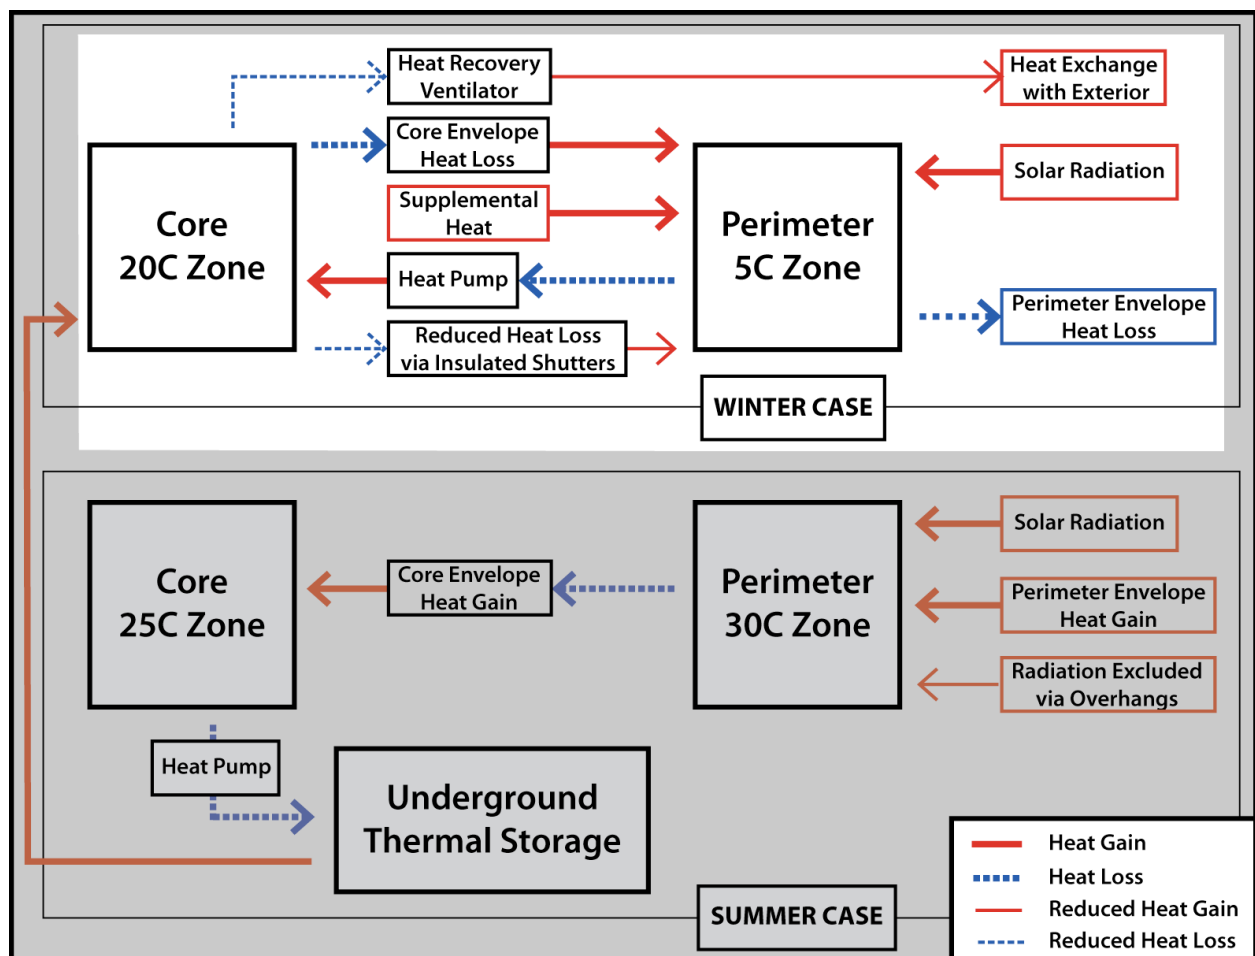 Heat Recovery
Ventilator
Heat Exchange
with Exterior
Core Envelope
Heat Loss
Solar Radiation
Supplemental
Heat
Core
20C Zone
Perimeter
5C Zone
Heat Pump
Perimeter Envelope
Heat Loss
Reduced Heat Loss
via Insulated Shutters
WINTER CASE
Solar Radiation
Core
25C Zone
Core Envelope
Heat Gain
Perimeter
30C Zone
Perimeter Envelope
Heat Gain
Radiation Excluded
via Overhangs
Heat Pump
Underground
Thermal Storage
SUMMER CASE
Heat Gain
Heat Loss
Reduced Heat Gain
Reduced Heat Loss